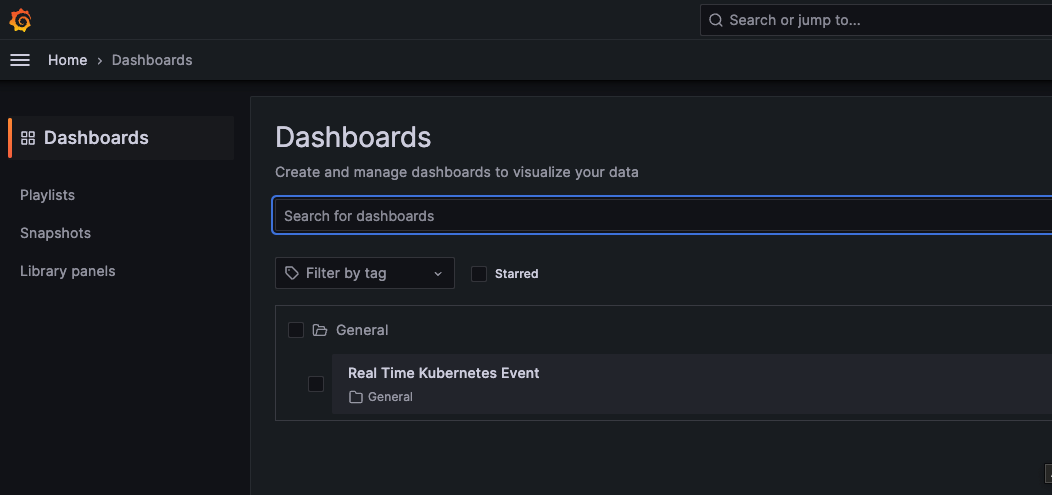 Search or jump to...
Home › Dashboards
Dashboards
Playlists
Snapshots
Library panels
Dashboards
Create and manage dashboards to visualize your data
Search for dashboards
Filter by tag
Starred
General
Real Time Kubernetes Event
General